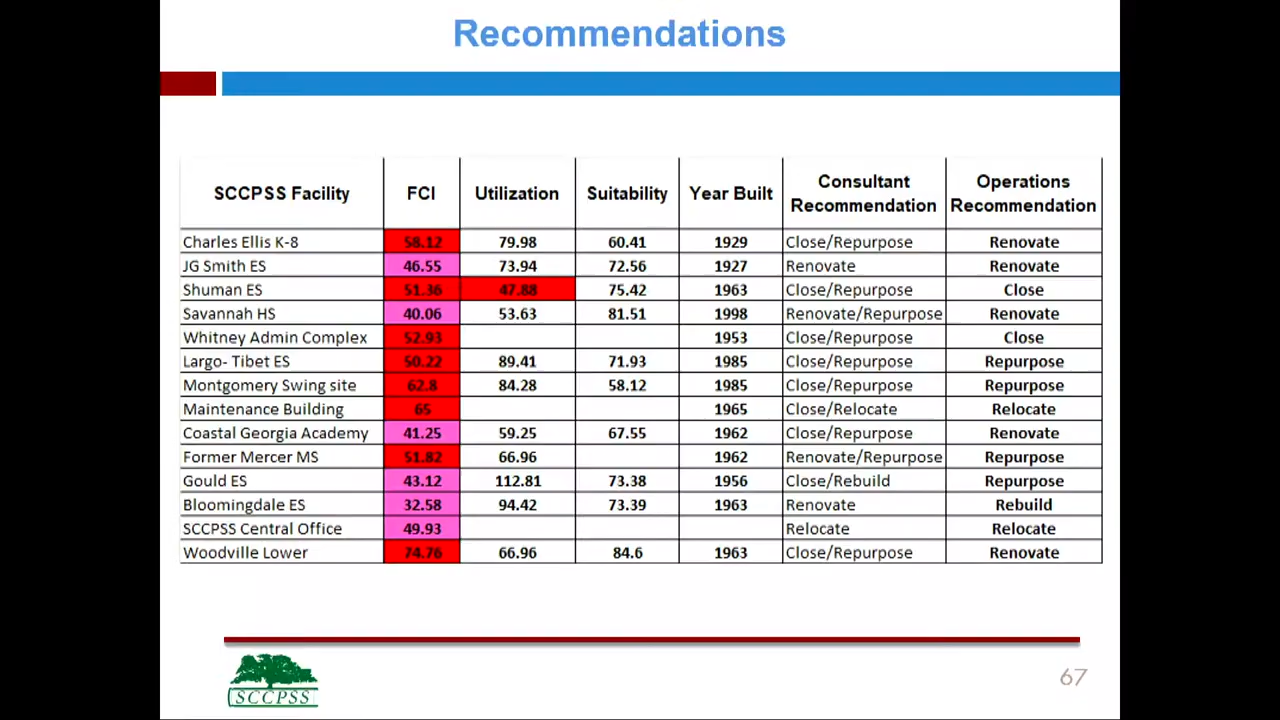 Recommendations
SCCPSS Facility FCI Utilization Suitability Year Built Consultant Recommendation Operations Recommendation
Charles Ellis K-8 58.12 79.98 60.41 1929 Close/Repurpose Renovate
JG Smith ES 46.55 73.94 72.56 1927 Renovate Renovate
Shuman ES 51.36 47.88 75.42 1963 Close/Repurpose Close
Savannah HS 40.06 53.63 81.51 1998 Renovate/Repurpose Renovate
Whitney Admin Complex 52.93 1953 Close/Repurpose Close
Largo- Tibet ES 50.22 89.41 71.93 1985 Close/Repurpose Repurpose
Montgomery Swing site 62.8 84.28 58.12 1985 Close/Repurpose Repurpose
Maintenance Building 65 1965 Close/Relocate Relocate
Coastal Georgia Academy 41.25 59.25 67.55 1962 Close/Repurpose Renovate
Former Mercer MS 51.82 66.96 1962 Renovate/Repurpose Repurpose
Gould ES 43.12 112.81 73.38 1956 Close/Rebuild Repurpose
Bloomingdale ES 32.58 94.42 73.39 1963 Renovate Rebuild
SCCPSS Central Office 49.93 Relocate Relocate
Woodville Lower 74.76 66.96 84.6 1963 Close/Repurpose Renovate
SCCPSS
67